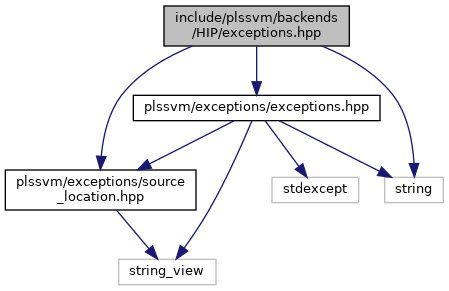 include/plssvm/backends
/HIP/exceptions.hpp
plssvm/exceptions/exceptions.hpp
plssvm/exceptions/source
_location.hpp
stdexcept
string
string_view